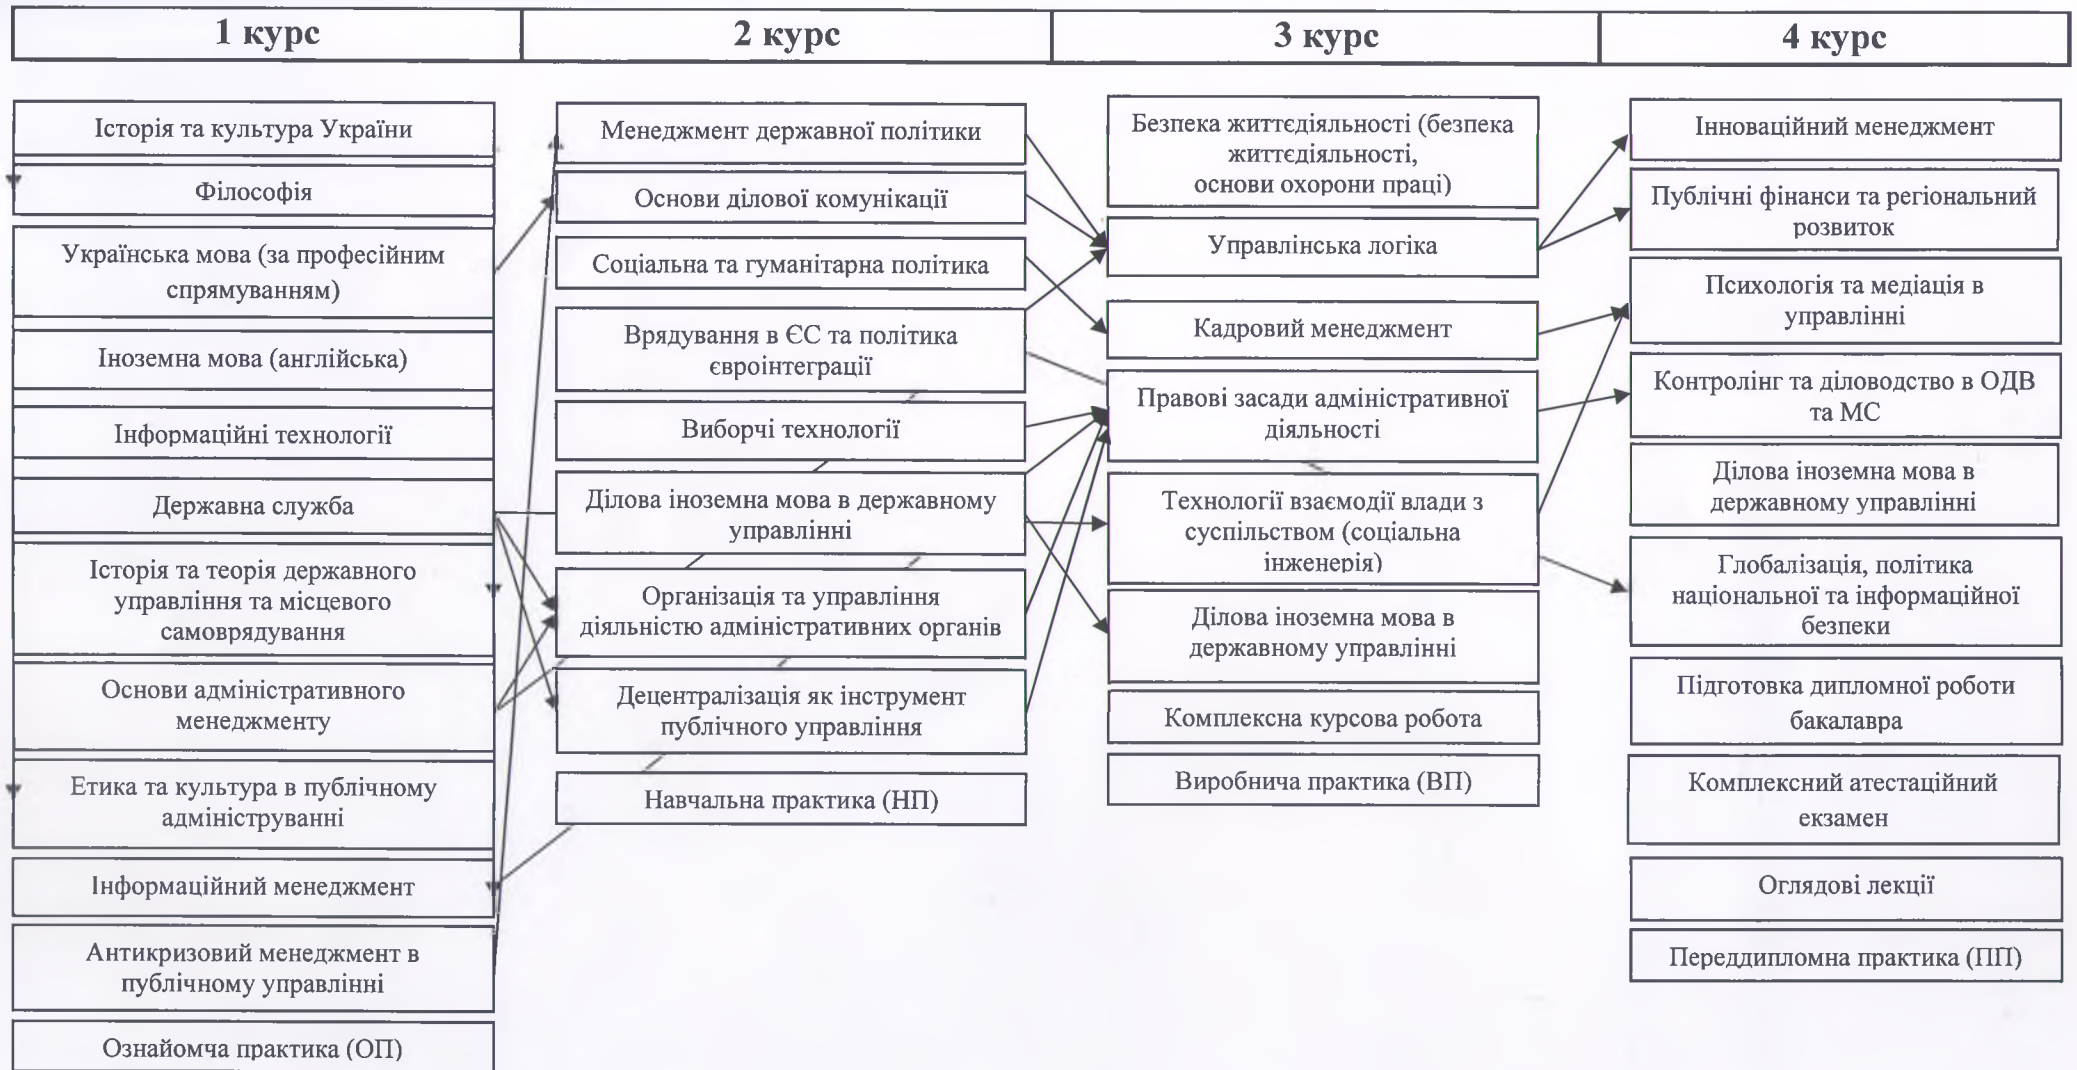 1 курс
2 курс
3 курс
4 курс
Історія та культура України
Філософія
Українська мова (за професійним
спрямуванням)
Іноземна мова (англійська)
Інформаційні технології
Державна служба
Історія та теорія державного
управління та місцевого
самоврядування
Основи адміністративного
менеджменту
Етика та культура в публічному
адмініструванні
Інформаційний менеджмент
Антикризовий менеджмент в
публічному управлінні
Ознайомча практика (ОП)
Менеджмент державної політики
Основи ділової комунікації
Соціальна та гуманітарна політика
Врядування в ЄС та політика
євроінтеграції
Виборчі технології
Ділова іноземна мова в державному
управлінні
Організація та управління
діяльністю адміністративних органів
Децентралізація як інструмент
публічного управління
Навчальна практика (НП)
Безпека життєдіяльності (безпека
життєдіяльності,
основи охорони праці)
Управлінська логіка
Кадровий менеджмент
Правові засади адміністративної
діяльності
Технології взаємодії влади з
суспільством (соціальна
інженерія)
Ділова іноземна мова в
державному управлінні
Комплексна курсова робота
Виробнича практика (ВП)
Інноваційний менеджмент
Публічні фінанси та регіональний
розвиток
Психологія та медіація в
управлінні
Контролінг та діловодство в ОДВ
та МС
Ділова іноземна мова в
державному управлінні
Глобалізація, політика
національної та інформаційної
безпеки
Підготовка дипломної роботи
бакалавра
Комплексний атестаційний
екзамен
Оглядові лекції
Переддипломна практика (ПП)